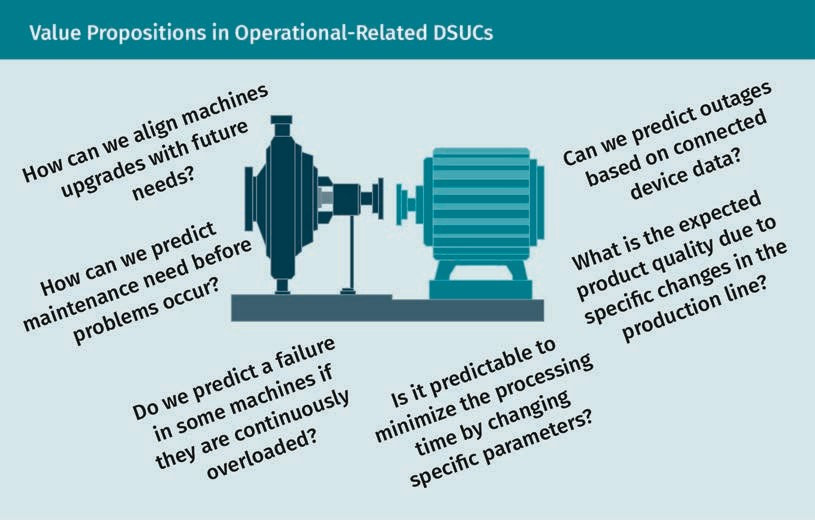 Value Propositions in Operational-Related DSUCs
How can we align machines
upgrades with future
needs?
Can we predict outages
based on connected
device data?
How can we predict
maintenance need before
problems occur?
What is the expected
product quality due to
specific changes in the
production line?
Do we predict a failure
in some machines if
they are continuously
overloaded?
Is it predictable to
minimize the processing
time by changing
specific parameters?